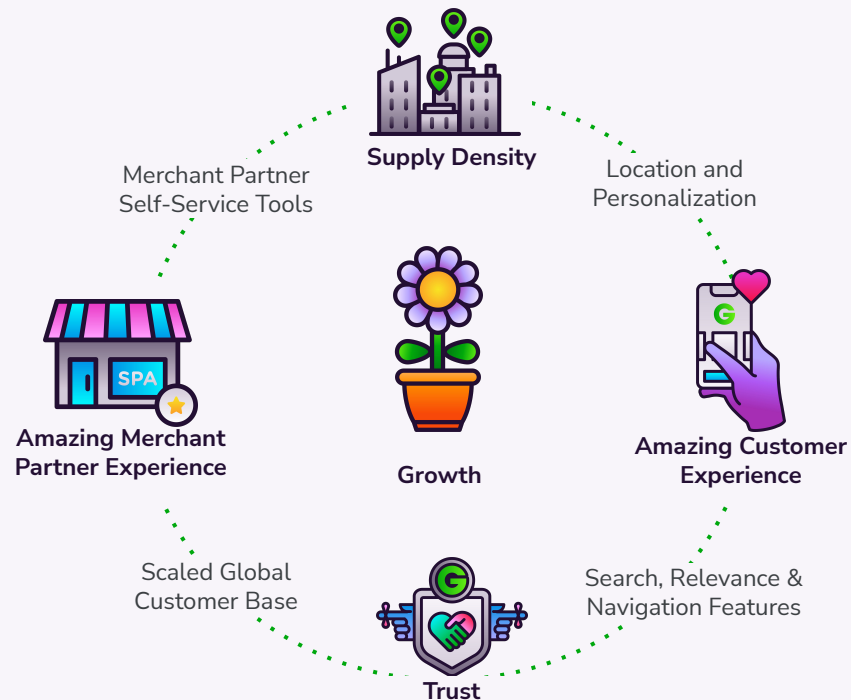 Supply Density
Merchant Partner
Self-Service Tools
Location and
Personalization
G
SPA
Amazing Merchant
Partner Experience
Growth
Amazing Customer
Experience
Scaled Global
Customer Base
Search, Relevance &
Navigation Features
G
Trust